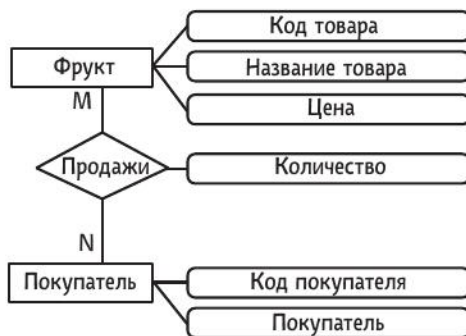 Код товара
Фрукт
Название товара
M
Цена
Продажи
Количество
N
Покупатель
Код покупателя
Покупатель